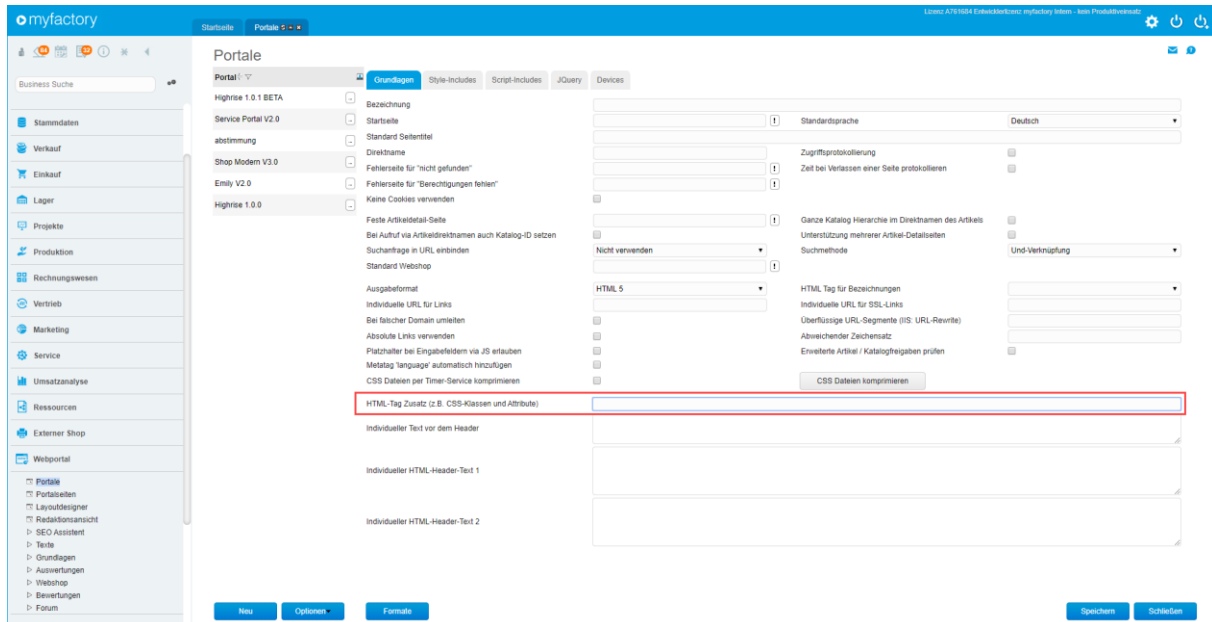 myfactory
Startseite
Portale
Lizenz A761684 Entwicklerlizenz myfactory Intern - kein Produktiveinsatz
Business Suche
Stammdaten
Verkauf
Einkauf
Lager
Projekte
Produktion
Rechnungswesen
Vertrieb
Marketing
Service
Umsatzanalyse
Ressourcen
Externer Shop
Webportal
Portale
Portalseiten
Layoutdesigner
Redaktionsansicht
SEO Assistent
Texte
Grundlagen
Auswertungen
Webshop
Bewertungen
Forum
Portale
Portal
Highrise 1.0.1 BETA
Service Portal V2.0
abstimmung
Shop Modern V3.0
Emily V2.0
Highrise 1.0.0
Grundlagen Style-Includes Script-Includes JQuery Devices
Bezeichnung
Startseite ! Standardsprache Deutsch
Standard Seitentitel
Direktname Zugriffsprotokollierung
Fehlerseite für "nicht gefunden" ! Zeit bei Verlassen einer Seite protokollieren
Fehlerseite für "Berechtigungen fehlen" !
Keine Cookies verwenden
Feste Artikeldetail-Seite ! Ganze Katalog Hierarchie im Direktnamen des Artikels
Bei Aufruf via Artikeldirektnamen auch Katalog-ID setzen Unterstützung mehrerer Artikel-Detailseiten
Suchanfrage in URL einbinden Nicht verwenden Suchmethode Und-Verknüpfung
Standard Webshop !
Ausgabeformat HTML 5 HTML Tag für Bezeichnungen
Individuelle URL für Links Individuelle URL für SSL-Links
Bei falscher Domain umleiten Überflüssige URL-Segmente (IIS: URL-Rewrite)
Absolute Links verwenden Abweichender Zeichensatz
Platzhalter bei Eingabefeldern via JS erlauben Erweiterte Artikel / Katalogfreigaben prüfen
Metatag 'language' automatisch hinzufügen
CSS Dateien per Timer-Service komprimieren CSS Dateien komprimieren
HTML-Tag Zusatz (z.B. CSS-Klassen und Attribute)
Individueller Text vor dem Header
Individueller HTML-Header-Text 1
Individueller HTML-Header-Text 2
Neu Optionen Formate Speichern Schließen